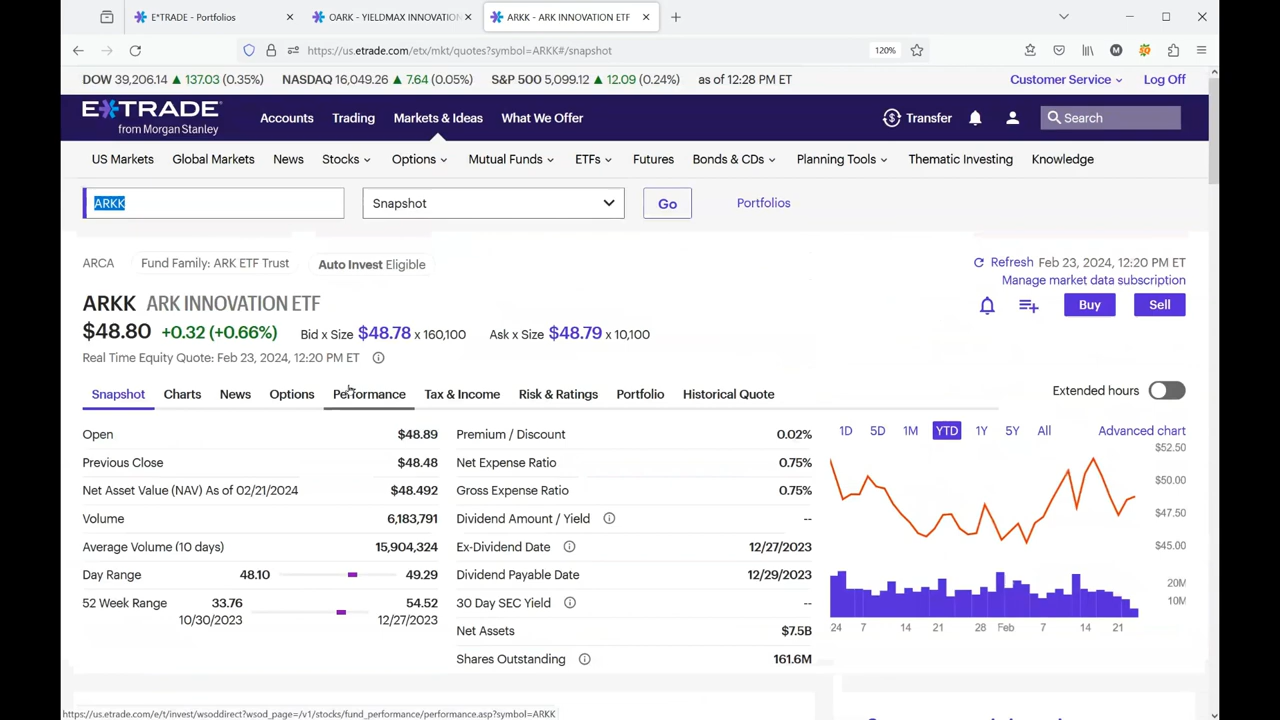 E*TRADE - Portfolios
OARK - YIELDMAX INNOVATION
ARKK - ARK INNOVATION ETF
https://us.etrade.com/etx/mkt/quotes?symbol=ARKK#/snapshot
120%
DOW 39,206.14 ▲ 137.03 (0.35%) NASDAQ 16,049.26 ▲ 7.64 (0.05%) S&P 500 5,099.12 ▲ 12.09 (0.24%) as of 12:28 PM ET
Customer Service Log Off
E*TRADE
from Morgan Stanley
Accounts Trading Markets & Ideas What We Offer Transfer Search
US Markets Global Markets News Stocks Options Mutual Funds ETFs Futures Bonds & CDs Planning Tools Thematic Investing Knowledge
ARKK Snapshot Go Portfolios
ARCA Fund Family: ARK ETF Trust Auto Invest Eligible
Refresh Feb 23, 2024, 12:20 PM ET
Manage market data subscription
ARKK ARK INNOVATION ETF
Buy Sell
$48.80 +0.32 (+0.66%) Bid x Size $48.78 x 160,100 Ask x Size $48.79 x 10,100
Real Time Equity Quote: Feb 23, 2024, 12:20 PM ET
Snapshot Charts News Options Performance Tax & Income Risk & Ratings Portfolio Historical Quote
Extended hours
Open $48.89
Previous Close $48.48
Net Asset Value (NAV) As of 02/21/2024 $48.492
Volume 6,183,791
Average Volume (10 days) 15,904,324
Day Range 48.10 49.29
52 Week Range 33.76 54.52
10/30/2023 12/27/2023
Premium / Discount 0.02%
Net Expense Ratio 0.75%
Gross Expense Ratio 0.75%
Dividend Amount / Yield --
Ex-Dividend Date 12/27/2023
Dividend Payable Date 12/29/2023
30 Day SEC Yield --
Net Assets $7.5B
Shares Outstanding 161.6M
1D 5D 1M YTD 1Y 5Y All Advanced chart
$52.50
$50.00
$47.50
$45.00
20M
10M
24 7 14 21 28 Feb 7 14 21
https://us.etrade.com/e/t/invest/wsoddirect?wsod_page=/v1/stocks/fund_performance/performance.asp?symbol=ARKK